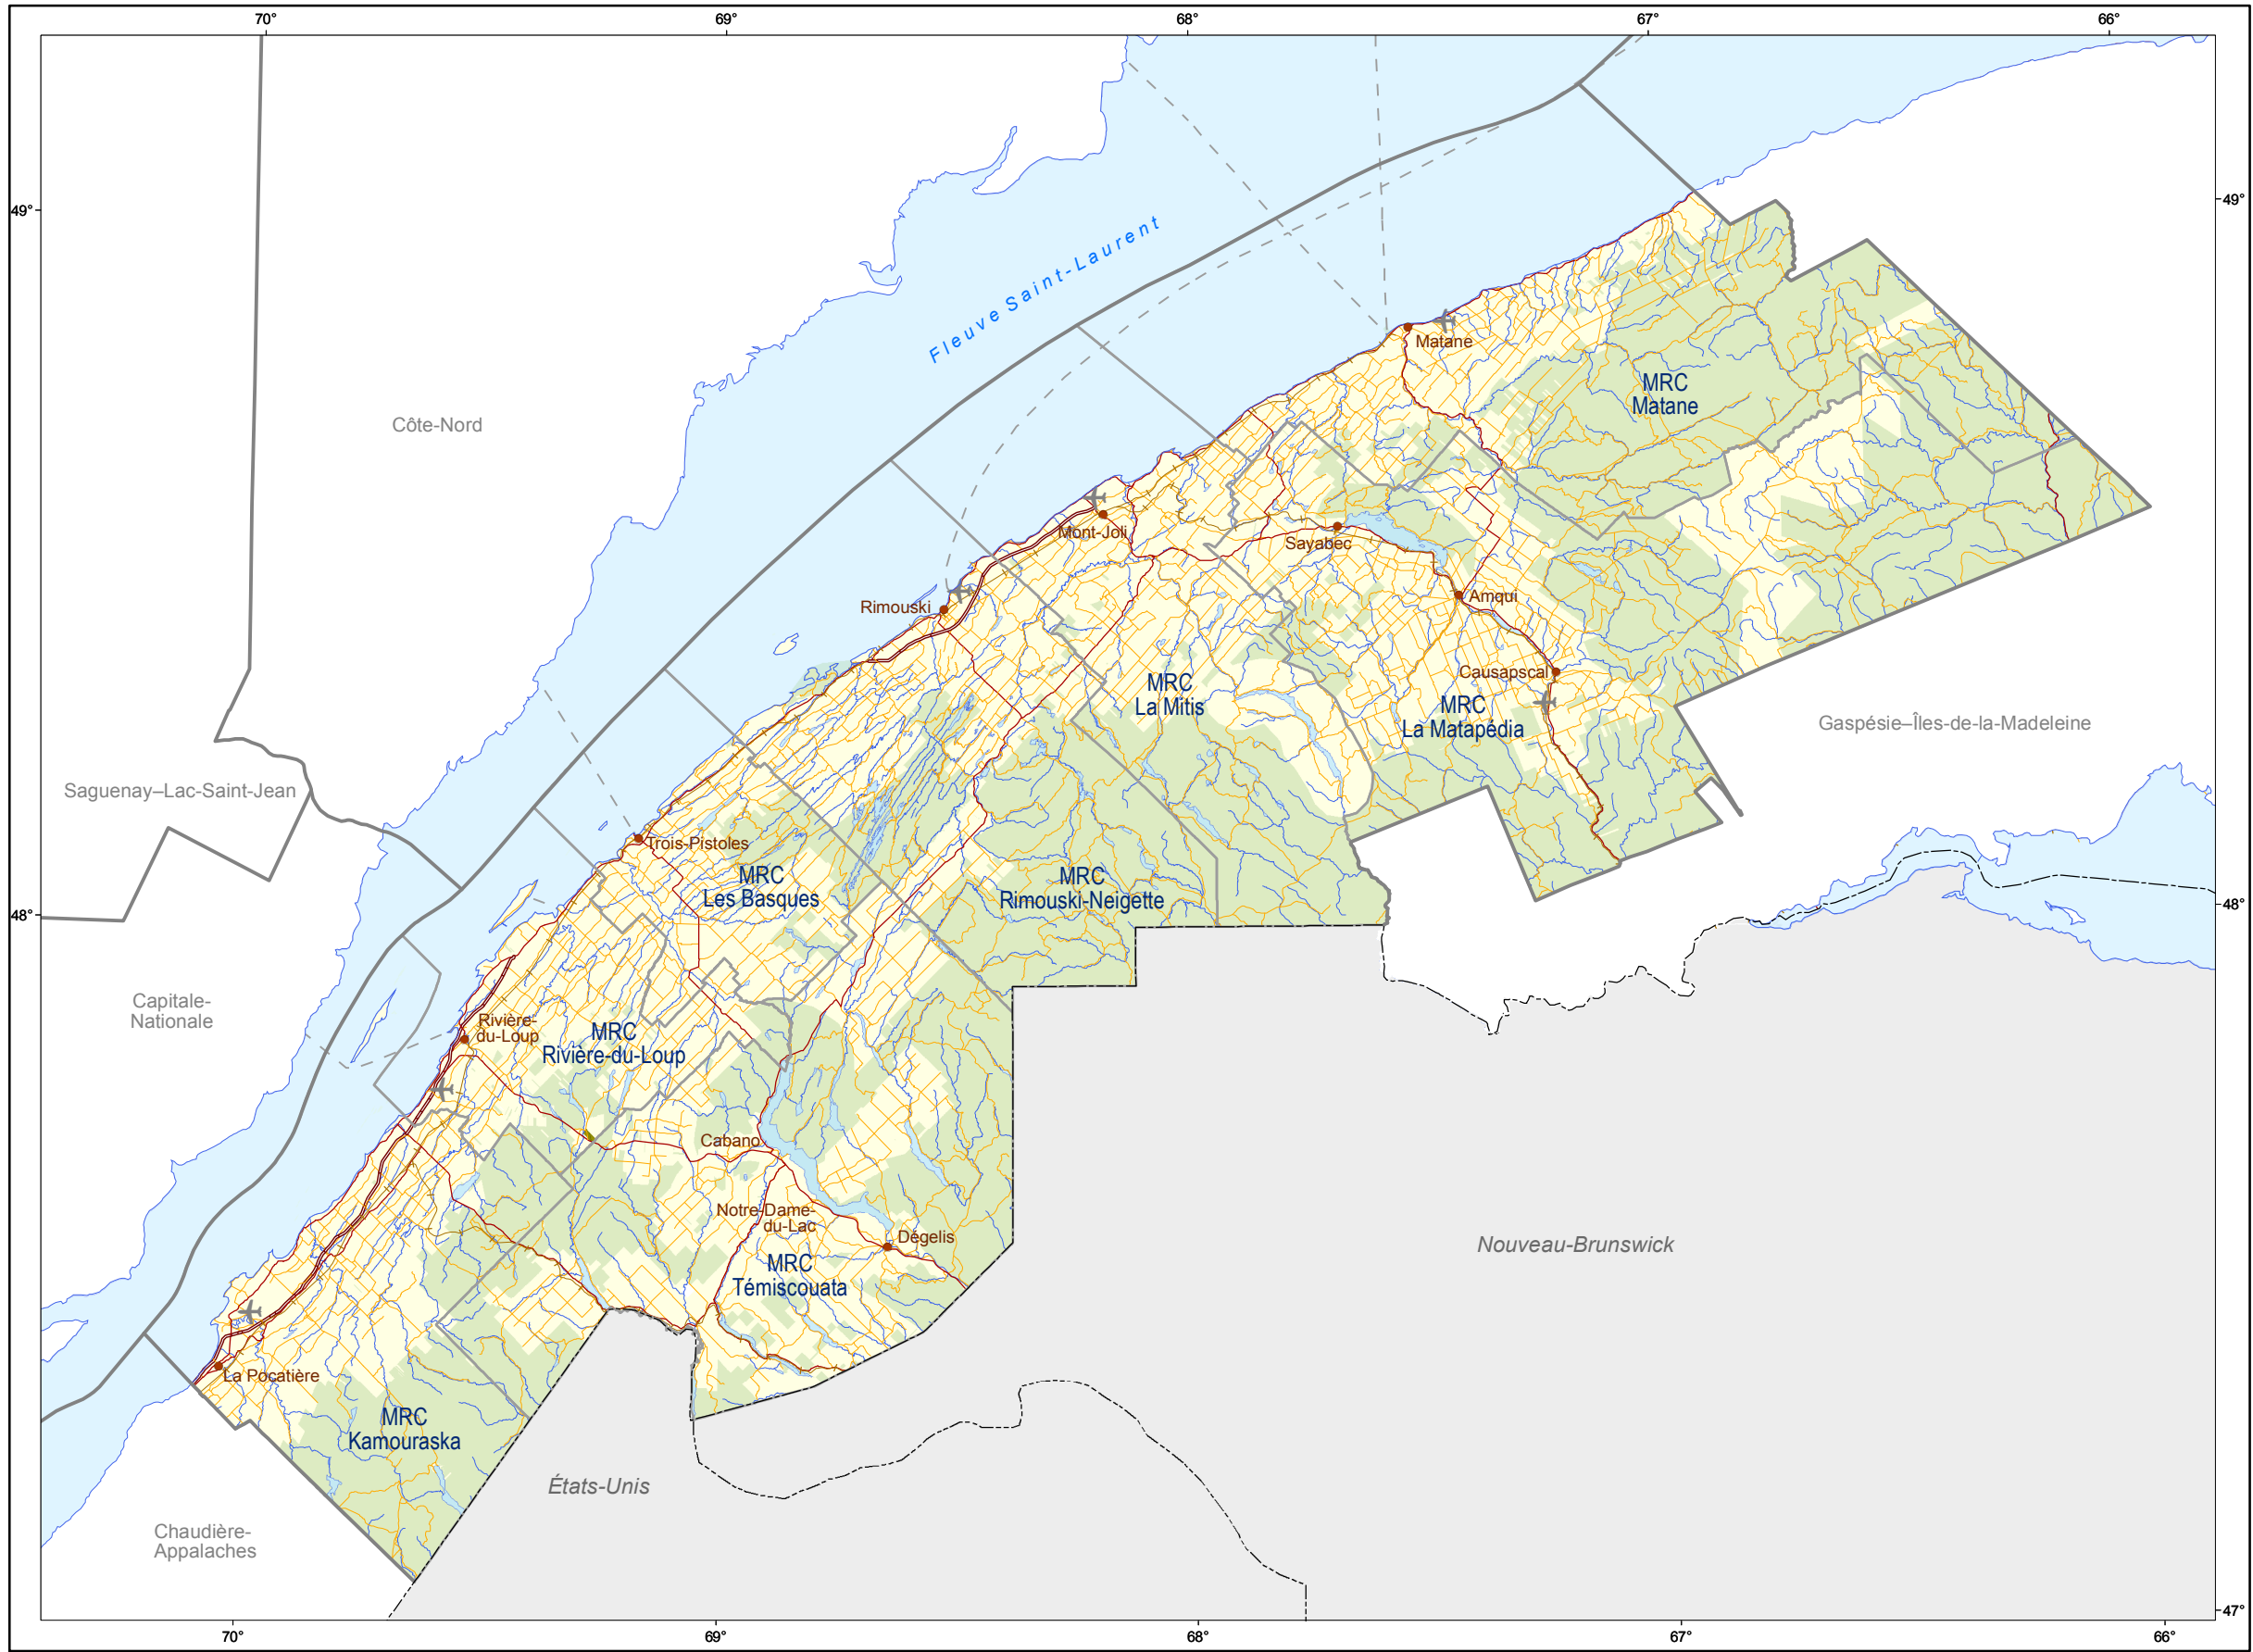 70°
69°
68°
67°
66°
49°
49°
Fleuve Saint-Laurent
Matane
MRC
Matane
Côte-Nord
Mont-Joli
Sayabec
Amqui
Rimouski
Causapscal
MRC
La Mitis
MRC
La Matapédia
Gaspésie–Îles-de-la-Madeleine
Saguenay–Lac-Saint-Jean
Trois-Pistoles
MRC
Les Basques
MRC
Rimouski-Neigette
48°
48°
Capitale-
Nationale
Rivière-
du-Loup
MRC
Rivière-du-Loup
Cabano
Notre-Dame-
du-Lac
Dégelis
MRC
Témiscouata
Nouveau-Brunswick
La Pocatière
MRC
Kamouraska
États-Unis
Chaudière-
Appalaches
47°
70°
69°
68°
67°
66°